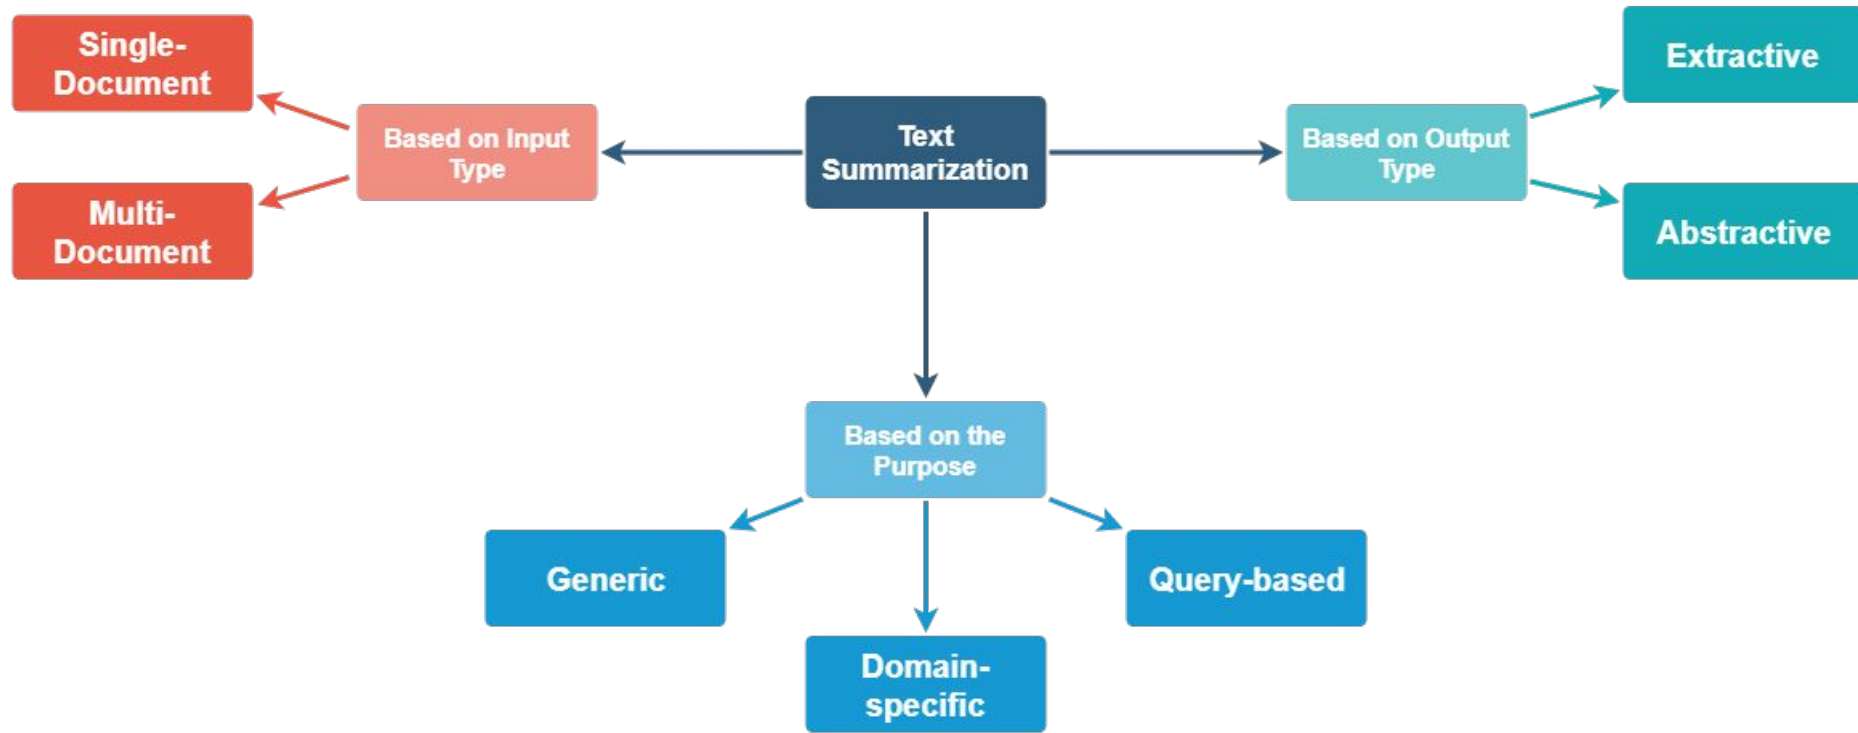 Single-
Document
Multi-
Document
Based on Input
Type
Text
Summarization
Based on Output
Type
Extractive
Abstractive
Based on the
Purpose
Generic
Domain-
specific
Query-based